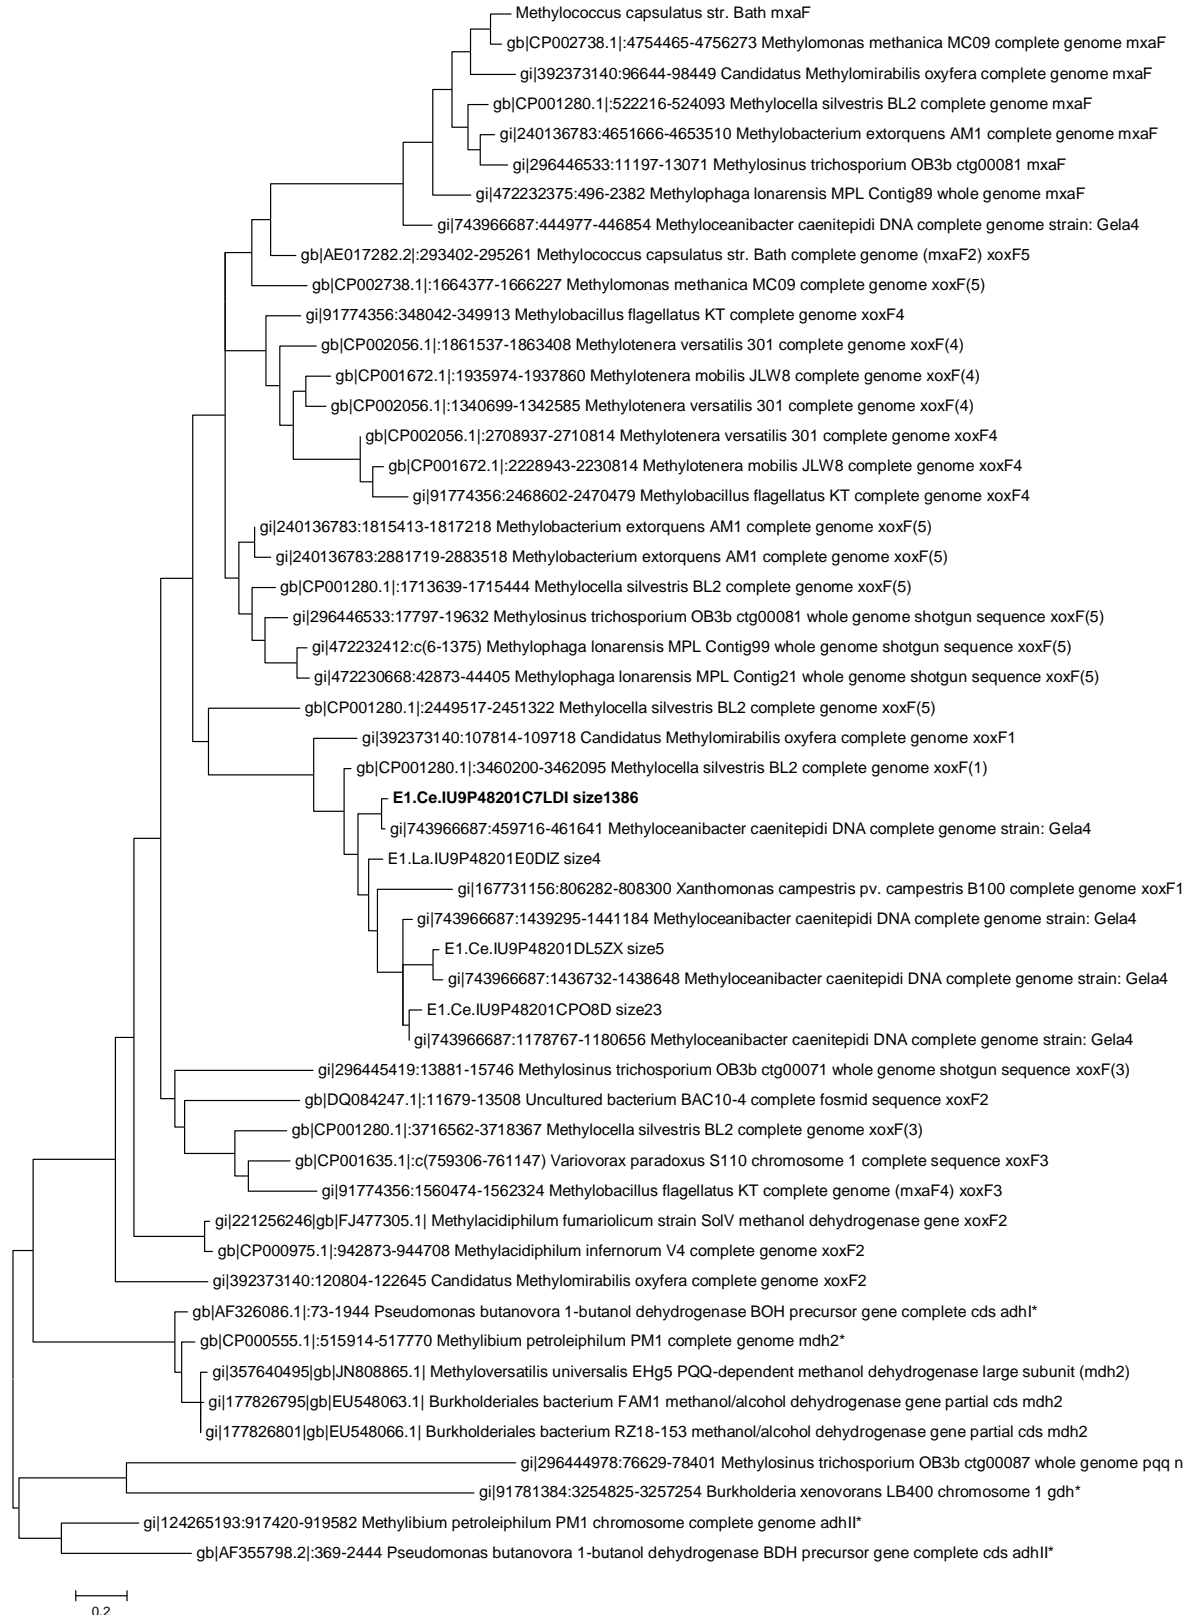 Methylococcus capsulatus str. Bath mxaF
gb|CP002738.1|:4754465-4756273 Methylomonas methanica MC09 complete genome mxaF
gi|392373140:96644-98449 Candidatus Methylomirabilis oxyfera complete genome mxaF
gb|CP001280.1|:522216-524093 Methylocella silvestris BL2 complete genome mxaF
gi|240136783:4651666-4653510 Methylobacterium extorquens AM1 complete genome mxaF
gi|296446533:11197-13071 Methylosinus trichosporium OB3b ctg00081 mxaF
gi|472232375:496-2382 Methylophaga lonarensis MPL Contig89 whole genome mxaF
gi|743966687:444977-446854 Methyloceanibacter caenitepidi DNA complete genome strain: Gela4
gb|AE017282.2|:293402-295261 Methylococcus capsulatus str. Bath complete genome (mxaF2) xoxF5
gb|CP002738.1|:1664377-1666227 Methylomonas methanica MC09 complete genome xoxF(5)
gi|91774356:348042-349913 Methylobacillus flagellatus KT complete genome xoxF4
gb|CP002056.1|:1861537-1863408 Methylotenera versatilis 301 complete genome xoxF(4)
gb|CP001672.1|:1935974-1937860 Methylotenera mobilis JLW8 complete genome xoxF(4)
gb|CP002056.1|:1340699-1342585 Methylotenera versatilis 301 complete genome xoxF(4)
gb|CP002056.1|:2708937-2710814 Methylotenera versatilis 301 complete genome xoxF4
gb|CP001672.1|:2228943-2230814 Methylotenera mobilis JLW8 complete genome xoxF4
gi|91774356:2468602-2470479 Methylobacillus flagellatus KT complete genome xoxF4
gi|240136783:1815413-1817218 Methylobacterium extorquens AM1 complete genome xoxF(5)
gi|240136783:2881719-2883518 Methylobacterium extorquens AM1 complete genome xoxF(5)
gb|CP001280.1|:1713639-1715444 Methylocella silvestris BL2 complete genome xoxF(5)
gi|296446533:17797-19632 Methylosinus trichosporium OB3b ctg00081 whole genome shotgun sequence xoxF(5)
gi|472232412:c(6-1375) Methylophaga lonarensis MPL Contig99 whole genome shotgun sequence xoxF(5)
gi|472230668:42873-44405 Methylophaga lonarensis MPL Contig21 whole genome shotgun sequence xoxF(5)
gb|CP001280.1|:2449517-2451322 Methylocella silvestris BL2 complete genome xoxF(5)
gi|392373140:107814-109718 Candidatus Methylomirabilis oxyfera complete genome xoxF1
gb|CP001280.1|:3460200-3462095 Methylocella silvestris BL2 complete genome xoxF(1)
E1.Ce.IU9P48201C7LDI size1386
gi|743966687:459716-461641 Methyloceanibacter caenitepidi DNA complete genome strain: Gela4
E1.La.IU9P48201E0DIZ size4
gi|167731156:806282-808300 Xanthomonas campestris pv. campestris B100 complete genome xoxF1
gi|743966687:1439295-1441184 Methyloceanibacter caenitepidi DNA complete genome strain: Gela4
E1.Ce.IU9P48201DL5ZX size5
gi|743966687:1436732-1438648 Methyloceanibacter caenitepidi DNA complete genome strain: Gela4
E1.Ce.IU9P48201CPO8D size23
gi|743966687:1178767-1180656 Methyloceanibacter caenitepidi DNA complete genome strain: Gela4
gi|296445419:13881-15746 Methylosinus trichosporium OB3b ctg00071 whole genome shotgun sequence xoxF(3)
gb|DQ084247.1|:11679-13508 Uncultured bacterium BAC10-4 complete fosmid sequence xoxF2
gb|CP001280.1|:3716562-3718367 Methylocella silvestris BL2 complete genome xoxF(3)
gb|CP001635.1|:c(759306-761147) Variovorax paradoxus S110 chromosome 1 complete sequence xoxF3
gi|91774356:1560474-1562324 Methylobacillus flagellatus KT complete genome (mxaF4) xoxF3
gi|221256246|gb|FJ477305.1| Methylacidiphilum fumariolicum strain SolV methanol dehydrogenase gene xoxF2
gb|CP000975.1|:942873-944708 Methylacidiphilum infernorum V4 complete genome xoxF2
gi|392373140:120804-122645 Candidatus Methylomirabilis oxyfera complete genome xoxF2
gb|AF326086.1|:73-1944 Pseudomonas butanovora 1-butanol dehydrogenase BOH precursor gene complete cds adhI*
gb|CP000555.1|:515914-517770 Methylibium petroleiphilum PM1 complete genome mdh2*
gi|357640495|gb|JN808865.1| Methyloversatilis universalis EHg5 PQQ-dependent methanol dehydrogenase large subunit (mdh2)
gi|177826795|gb|EU548063.1| Burkholderiales bacterium FAM1 methanol/alcohol dehydrogenase gene partial cds mdh2
gi|177826801|gb|EU548066.1| Burkholderiales bacterium RZ18-153 methanol/alcohol dehydrogenase gene partial cds mdh2
gi|296444978:76629-78401 Methylosinus trichosporium OB3b ctg00087 whole genome pqq n
gi|91781384:3254825-3257254 Burkholderia xenovorans LB400 chromosome 1 gdh*
gi|124265193:917420-919582 Methylibium petroleiphilum PM1 chromosome complete genome adhII*
gb|AF355798.2|:369-2444 Pseudomonas butanovora 1-butanol dehydrogenase BDH precursor gene complete cds adhII*
0.2